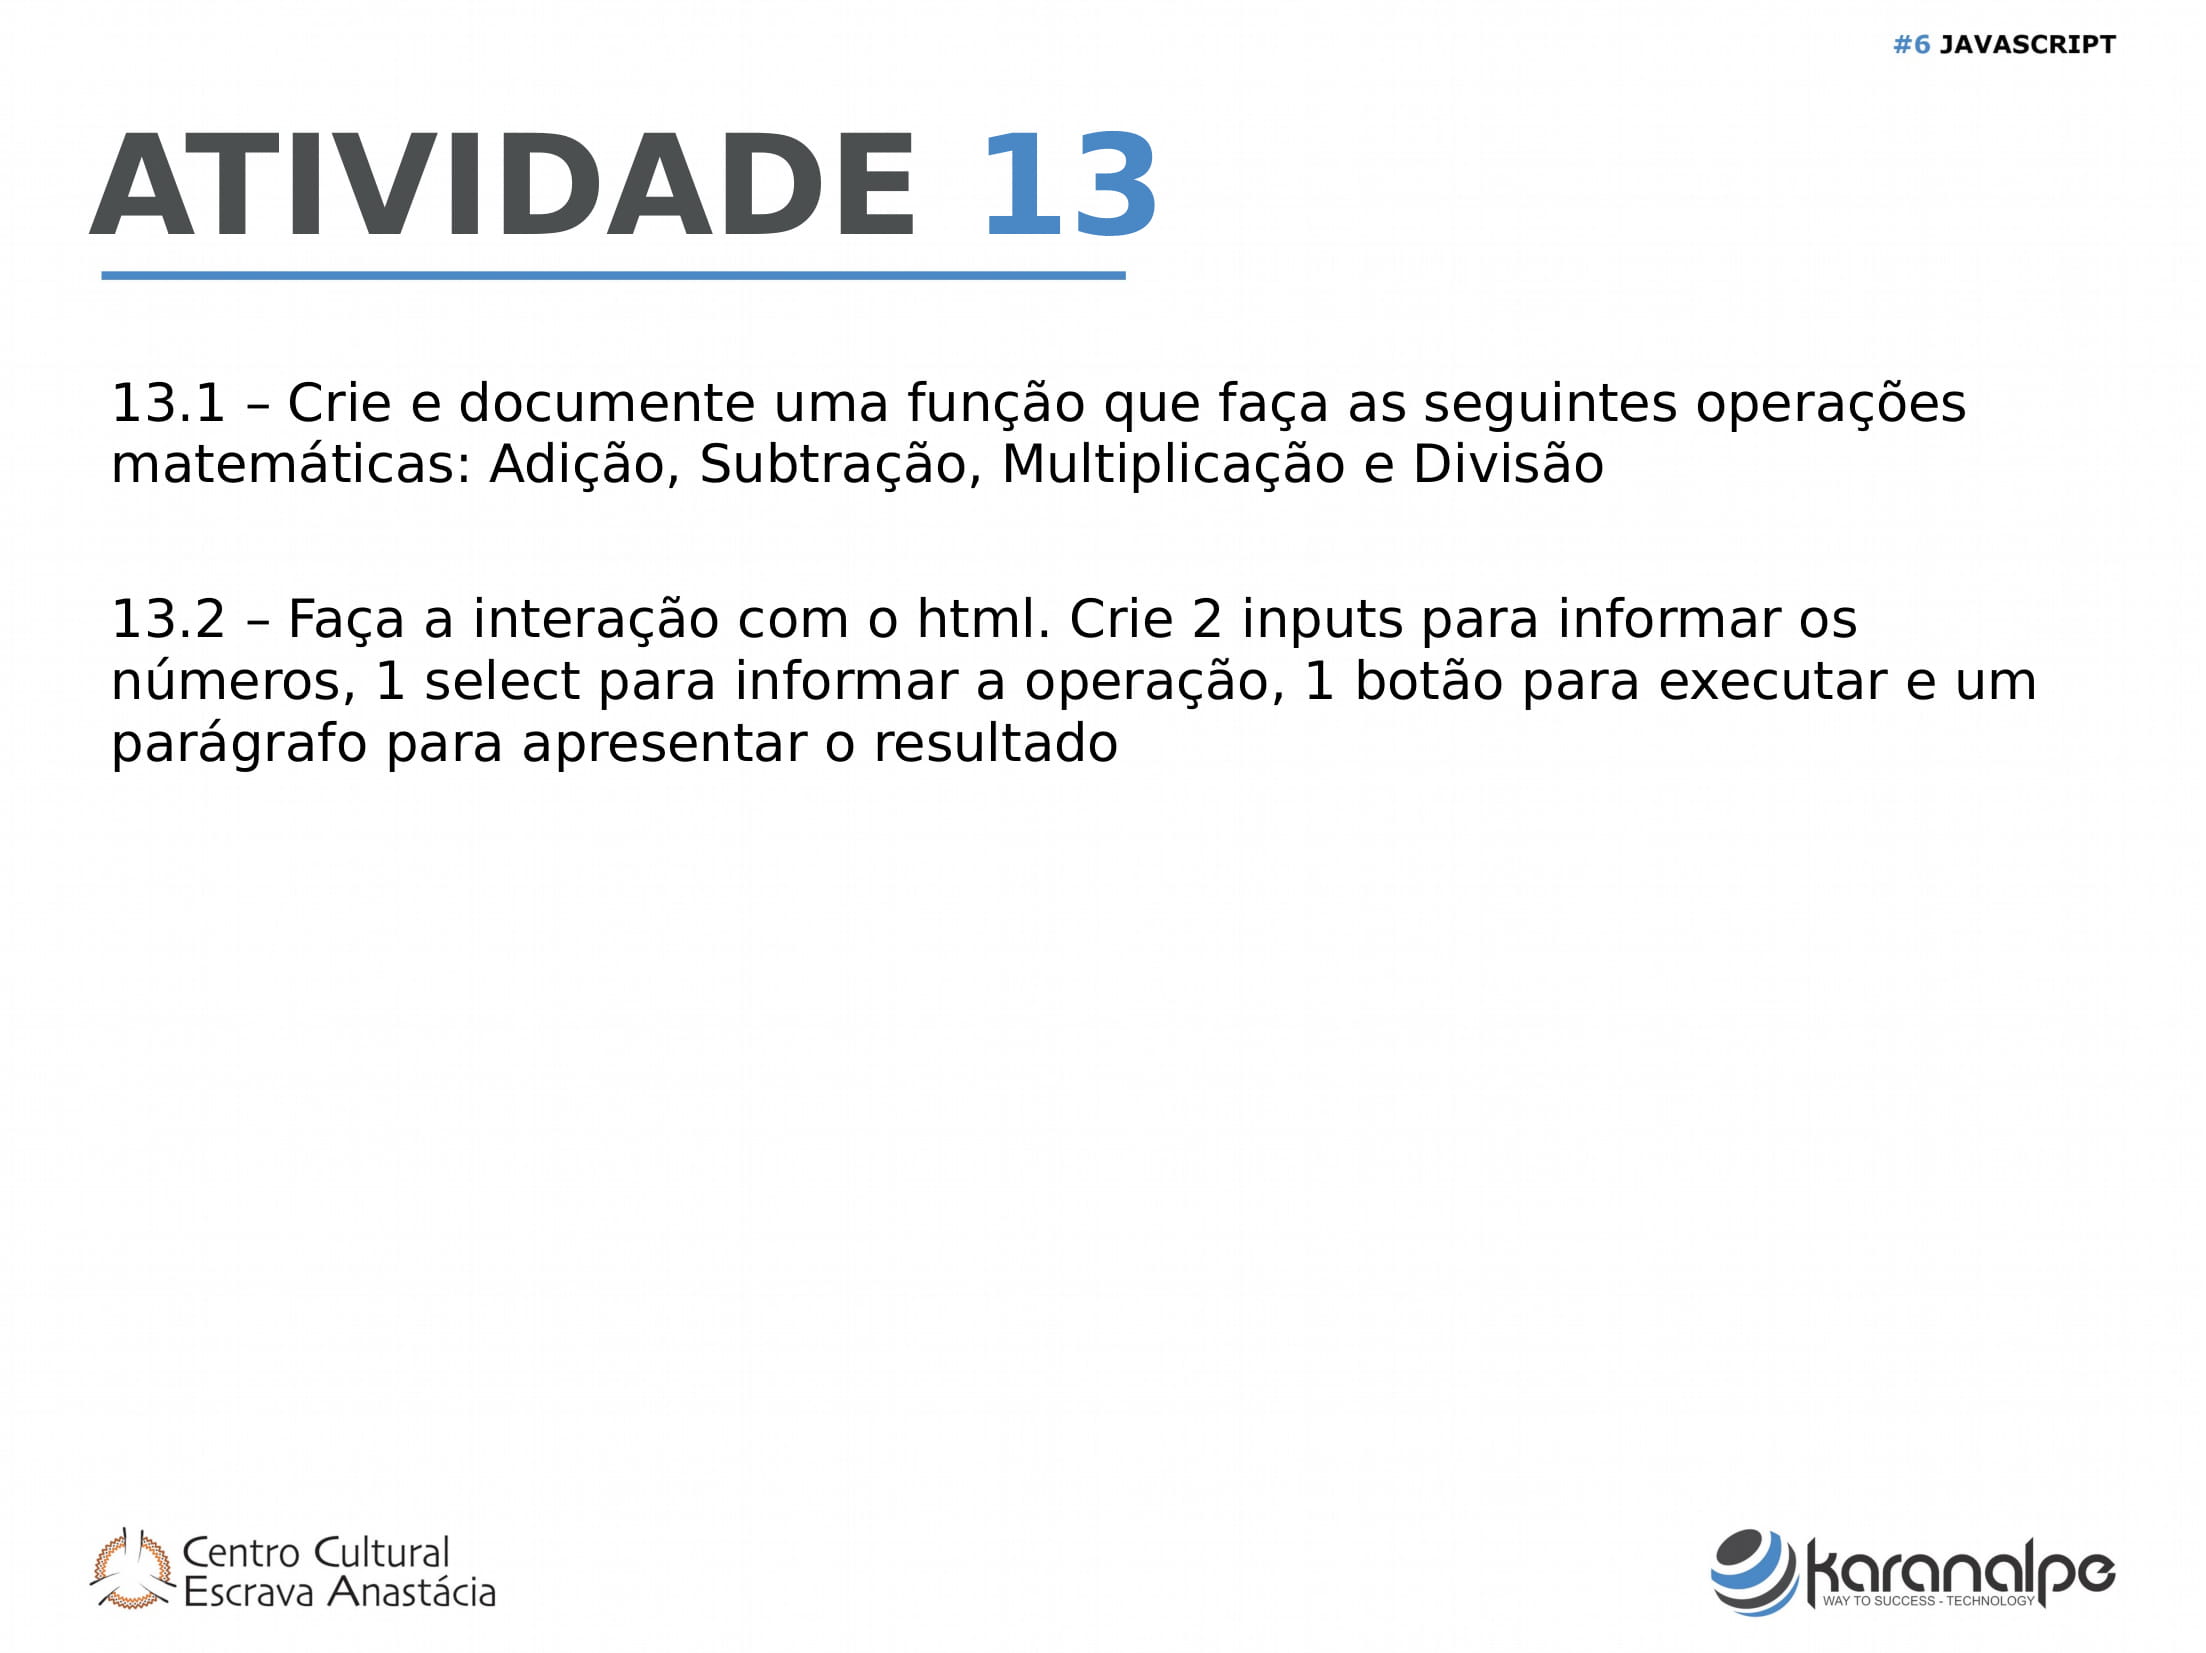 #6 JAVASCRIPT
ATIVIDADE 13
13.1 – Crie e documente uma função que faça as seguintes operações
matemáticas: Adição, Subtração, Multiplicação e Divisão
13.2 – Faça a interação com o html. Crie 2 inputs para informar os
números, 1 select para informar a operação, 1 botão para executar e um
parágrafo para apresentar o resultado
Centro Cultural
Escrava Anastácia
karanalpe
WAY TO SUCCESS - TECHNOLOGY